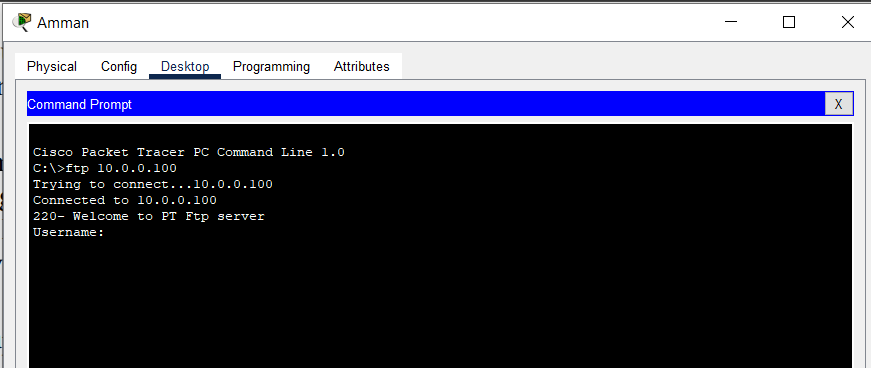 Amman
Physical Config Desktop Programming Attributes
Command Prompt X
Cisco Packet Tracer PC Command Line 1.0
C:\>ftp 10.0.0.100
Trying to connect...10.0.0.100
Connected to 10.0.0.100
220- Welcome to PT Ftp server
Username: